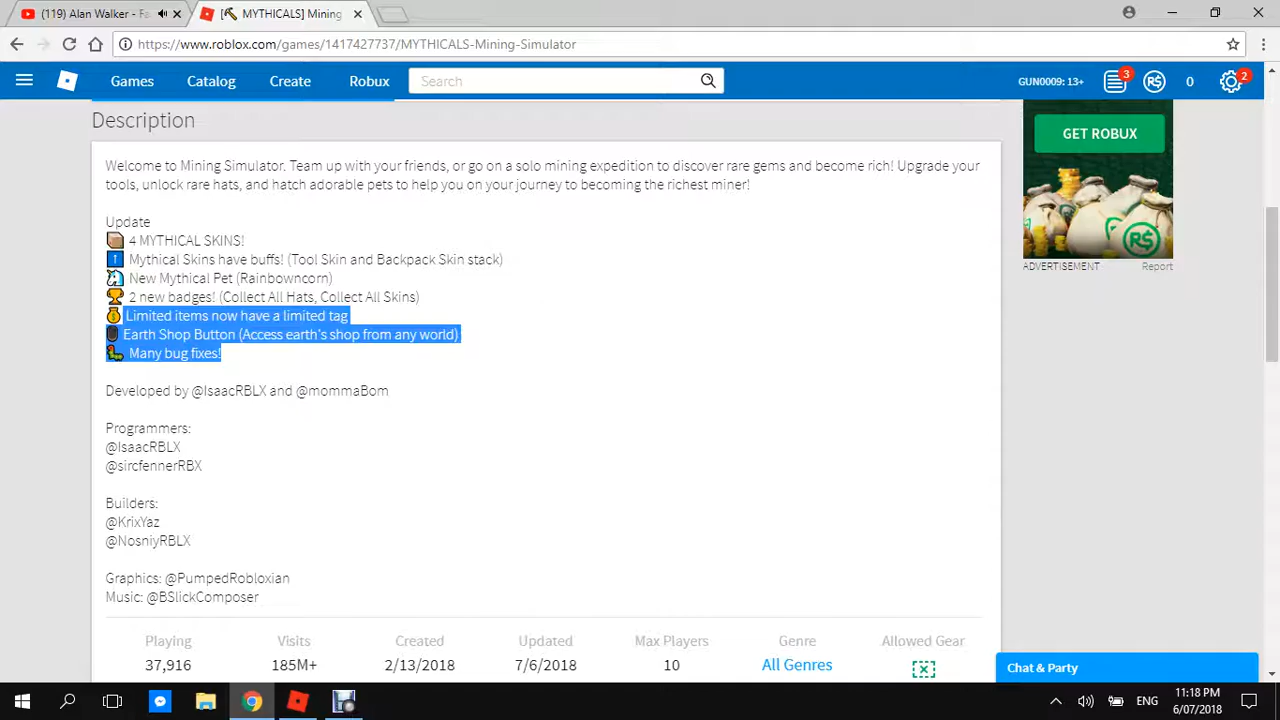 (119) Alan Walker - Fa
[🔨 MYTHICALS] Mining
https://www.roblox.com/games/1417427737/MYTHICALS-Mining-Simulator
Games
Catalog
Create
Robux
Search
GUN0009: 13+
3
R$
0
2
Description
GET ROBUX
R$
ADVERTISEMENT
Report
Welcome to Mining Simulator. Team up with your friends, or go on a solo mining expedition to discover rare gems and become rich! Upgrade your
tools, unlock rare hats, and hatch adorable pets to help you on your journey to becoming the richest miner!
Update
📦 4 MYTHICAL SKINS!
⬆️ Mythical Skins have buffs! (Tool Skin and Backpack Skin stack)
🦄 New Mythical Pet (Rainbowncorn)
🏆 2 new badges! (Collect All Hats, Collect All Skins)
💰 Limited items now have a limited tag
Earth Shop Button (Access earth's shop from any world)
🐛 Many bug fixes!
Developed by @IsaacRBLX and @mommaBom
Programmers:
@IsaacRBLX
@sircfennerRBX
Builders:
@KrixYaz
@NosniyRBLX
Graphics: @PumpedRobloxian
Music: @BSlickComposer
Playing
Visits
Created
Updated
Max Players
Genre
Allowed Gear
37,916
185M+
2/13/2018
7/6/2018
10
All Genres
Chat & Party
ENG
11:18 PM
6/07/2018